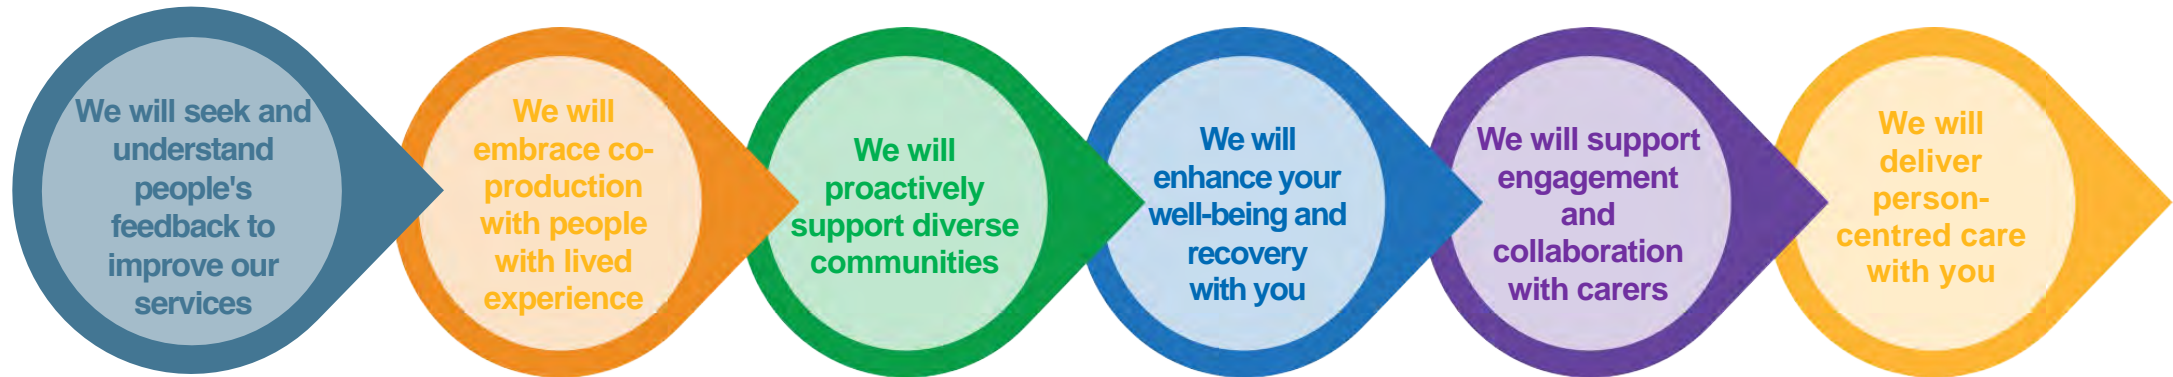 We will seek and
understand
people's
feedback to
improve our
services
We will
embrace co-
production
with people
with lived
experience
We will
proactively
support diverse
communities
We will
enhance your
well-being and
recovery
with you
We will support
engagement
and
collaboration
with carers
We will
deliver
person-
centred care
with you